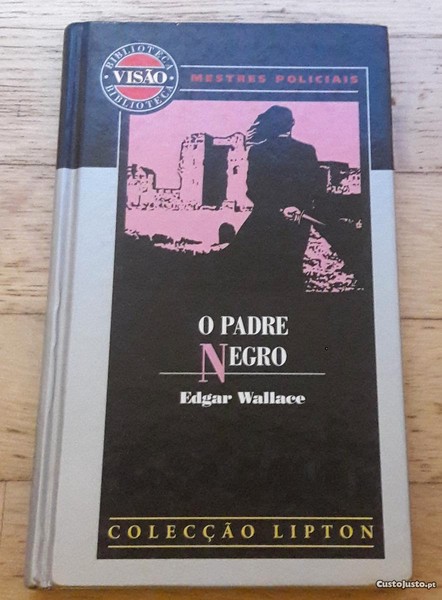 BIBLIOTECA
VISÃO
BIBLIOTECA
MESTRES POLICIAIS
O PADRE
NEGRO
Edgar Wallace
COLECÇÃO LIPTON
CustoJusto.pt